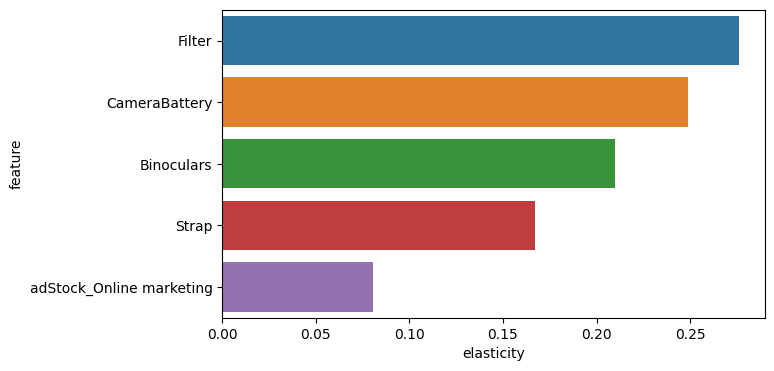 Filter
CameraBattery
Binoculars
Strap
adStock_Online marketing
feature
0.00 0.05 0.10 0.15 0.20 0.25
elasticity